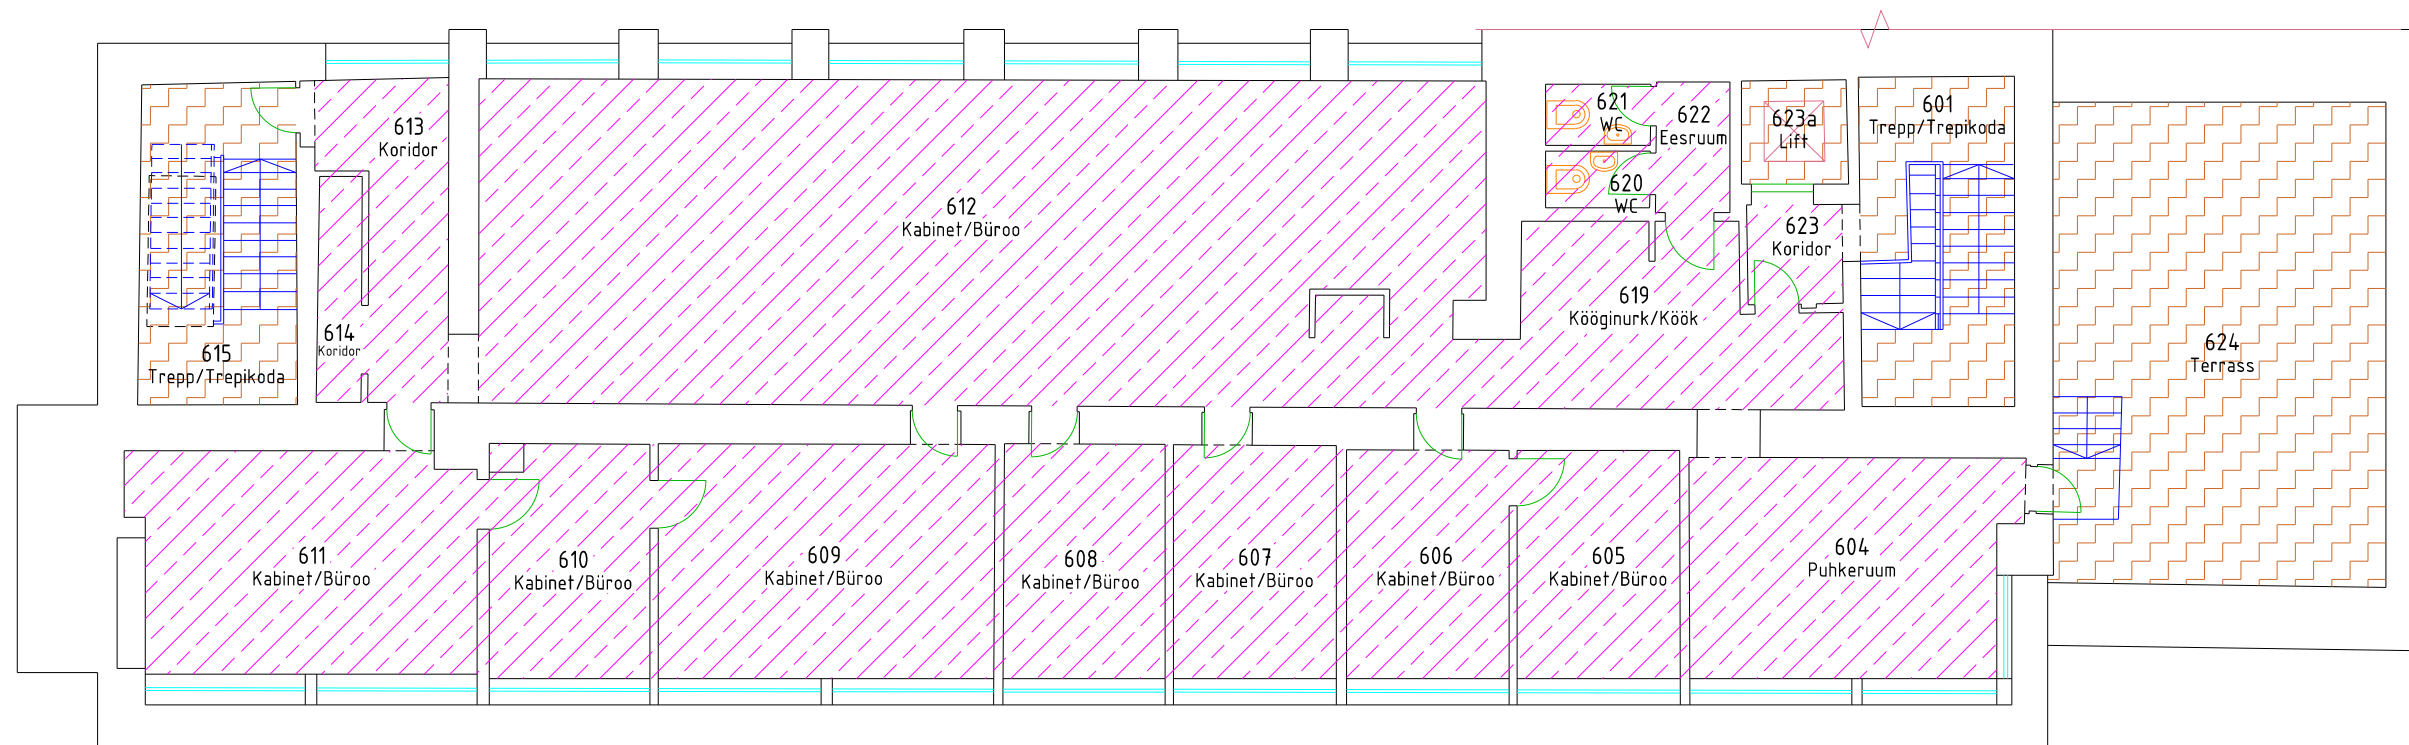 621
WC
622
Eesruum
623a
Lift
601
Trepp/Trepikoda
613
Koridor
620
WC
612
Kabinet/Büroo
623
Koridor
619
Kööginurk/Köök
614
Koridor
615
Trepp/Trepikoda
624
Terrass
611
Kabinet/Büroo
610
Kabinet/Büroo
609
Kabinet/Büroo
608
Kabinet/Büroo
607
Kabinet/Büroo
606
Kabinet/Büroo
605
Kabinet/Büroo
604
Puhkeruum